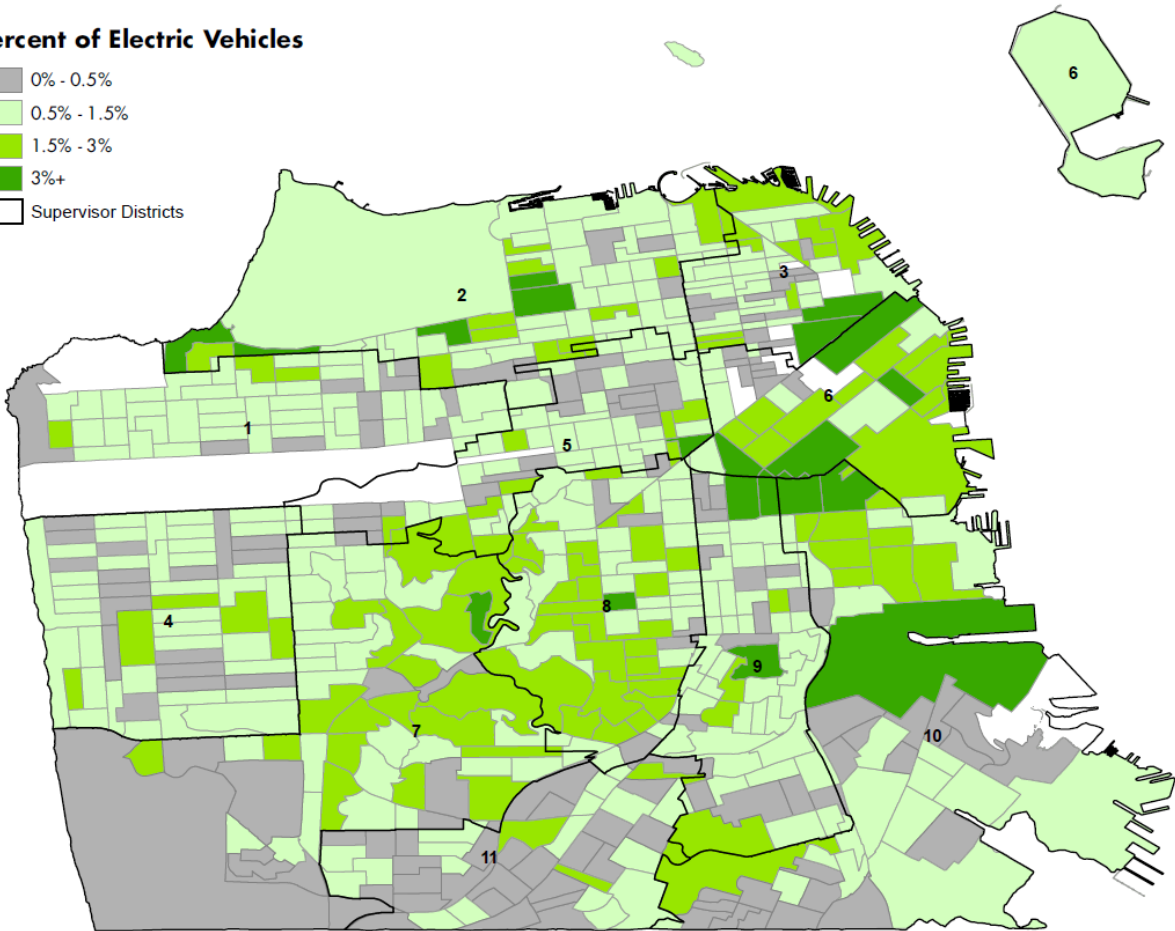 ercent of Electric Vehicles
0% - 0.5%
0.5% - 1.5%
1.5% - 3%
3%+
Supervisor Districts
6
2
3
6
1
5
8
4
9
7
10
11